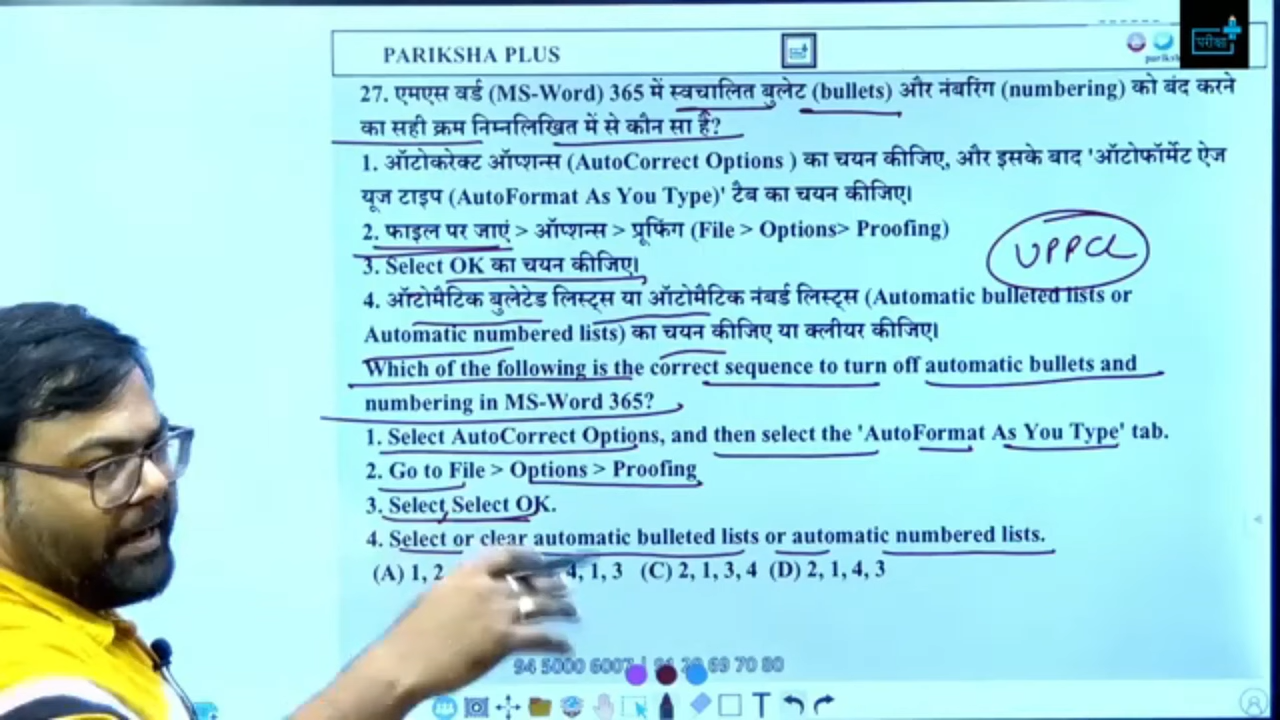 PARIKSHA PLUS
परीक्षा
27. एमएस वर्ड (MS-Word) 365 में स्वचालित बुलेट (bullets) और नंबरिंग (numbering) को बंद करने
का सही क्रम निम्नलिखित में से कौन सा है?
1. ऑटोकरेक्ट ऑप्शन्स (AutoCorrect Options ) का चयन कीजिए, और इसके बाद 'ऑटोफॉर्मेट ऐज
यूज टाइप (AutoFormat As You Type)' टैब का चयन कीजिए।
2. फाइल पर जाएं > ऑप्शन्स > प्रूफिंग (File > Options> Proofing)
UPPCL
3. Select OK का चयन कीजिए।
4. ऑटोमैटिक बुलेटेड लिस्ट्स या ऑटोमैटिक नंबर्ड लिस्ट्स (Automatic bulleted lists or
Automatic numbered lists) का चयन कीजिए या क्लीयर कीजिए।
Which of the following is the correct sequence to turn off automatic bullets and
numbering in MS-Word 365?
1. Select AutoCorrect Options, and then select the 'AutoFormat As You Type' tab.
2. Go to File > Options > Proofing
3. Select, Select OK.
4. Select or clear automatic bulleted lists or automatic numbered lists.
(A) 1, 2 4, 1, 3 (C) 2, 1, 3, 4 (D) 2, 1, 4, 3
94 5000 600 69 70 80
T